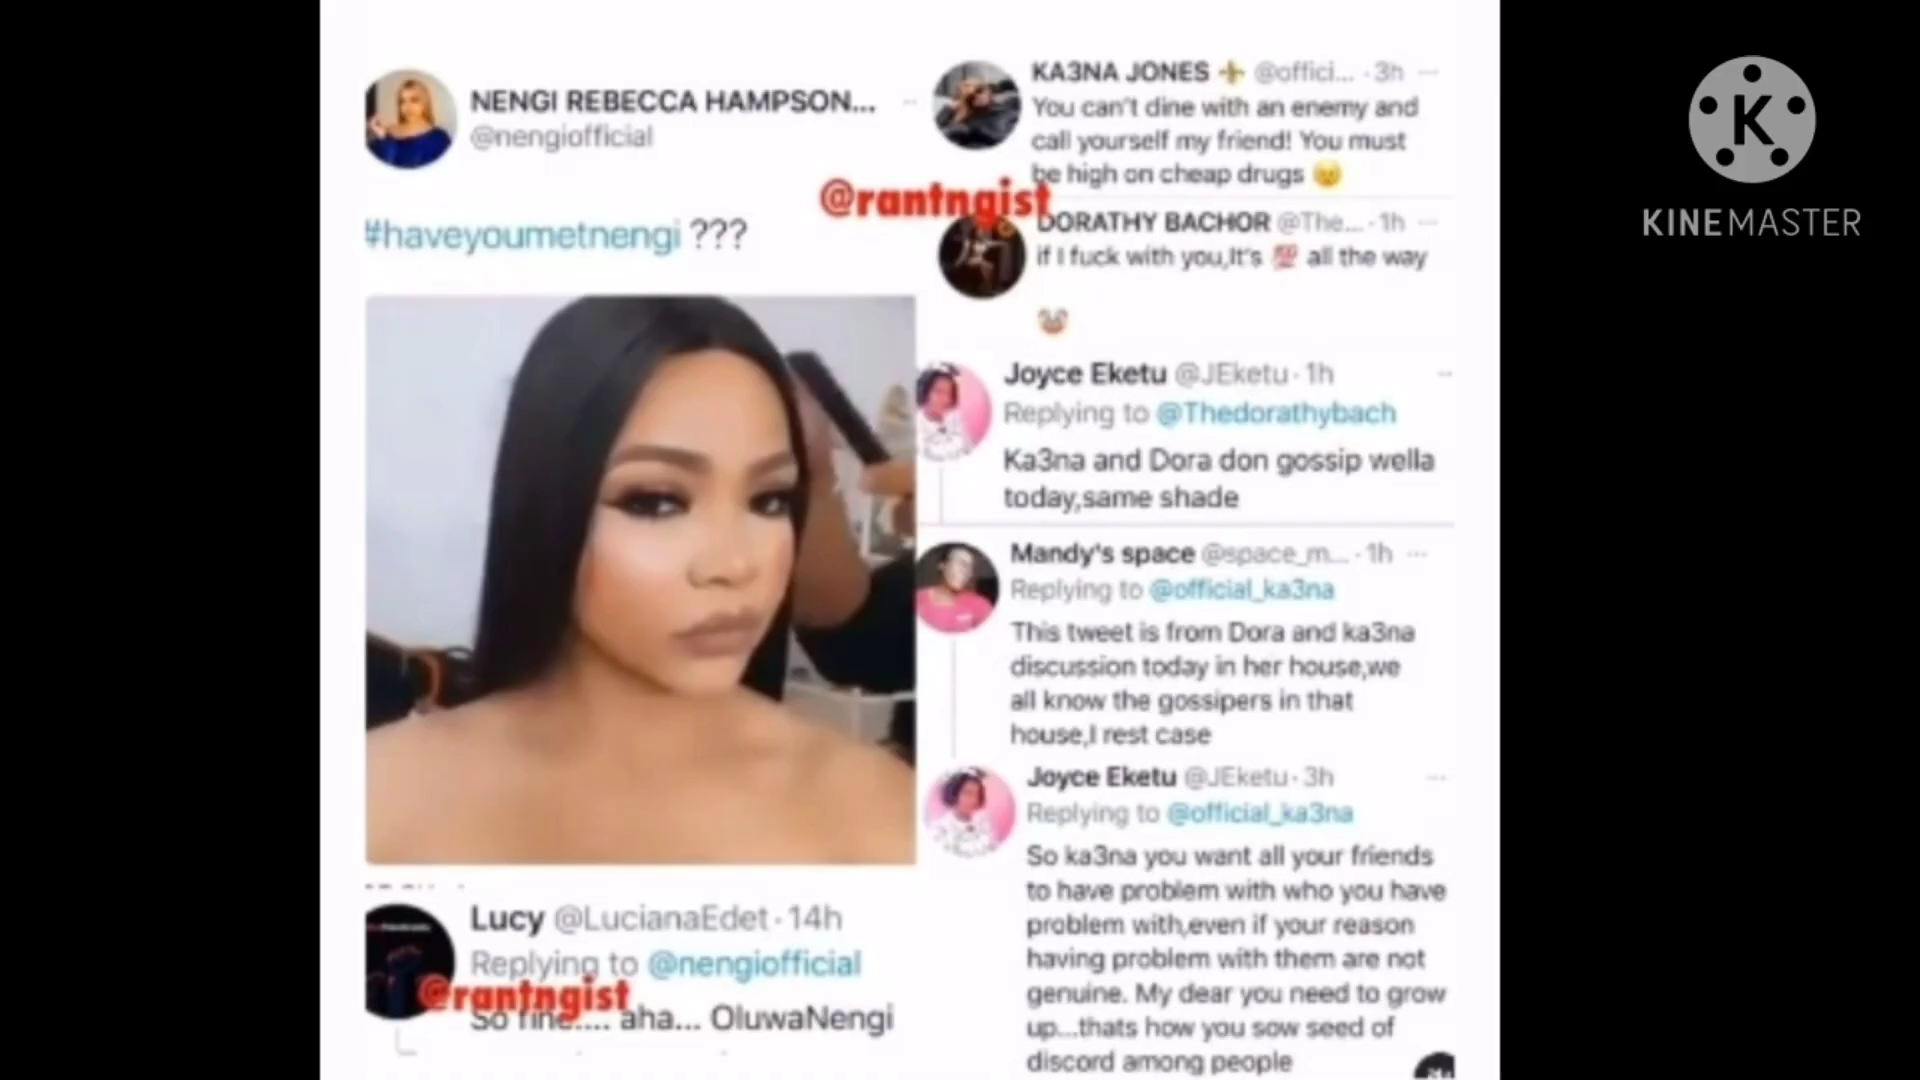 NENGI REBECCA HAMPSON...
@nengiofficial
#haveyoumetnengi ???
Lucy @LucianaEdet · 14h
Replying to @nengiofficial
@rantngist
So fine.... aha... OluwaNengi
KA3NA JONES @offici... · 3h
You can't dine with an enemy and
call yourself my friend! You must
be high on cheap drugs 😠
@rantngist
DORATHY BACHOR @The... · 1h
if I fuck with you,It's 💯 all the way
🤡
Joyce Eketu @JEketu · 1h
Replying to @Thedorathybach
Ka3na and Dora don gossip wella
today,same shade
Mandy's space @space_m... · 1h
Replying to @official_ka3na
This tweet is from Dora and ka3na
discussion today in her house,we
all know the gossipers in that
house,I rest case
Joyce Eketu @JEketu · 3h
Replying to @official_ka3na
So ka3na you want all your friends
to have problem with who you have
problem with,even if your reason
having problem with them are not
genuine. My dear you need to grow
up...thats how you sow seed of
discord among people
K
KINEMASTER